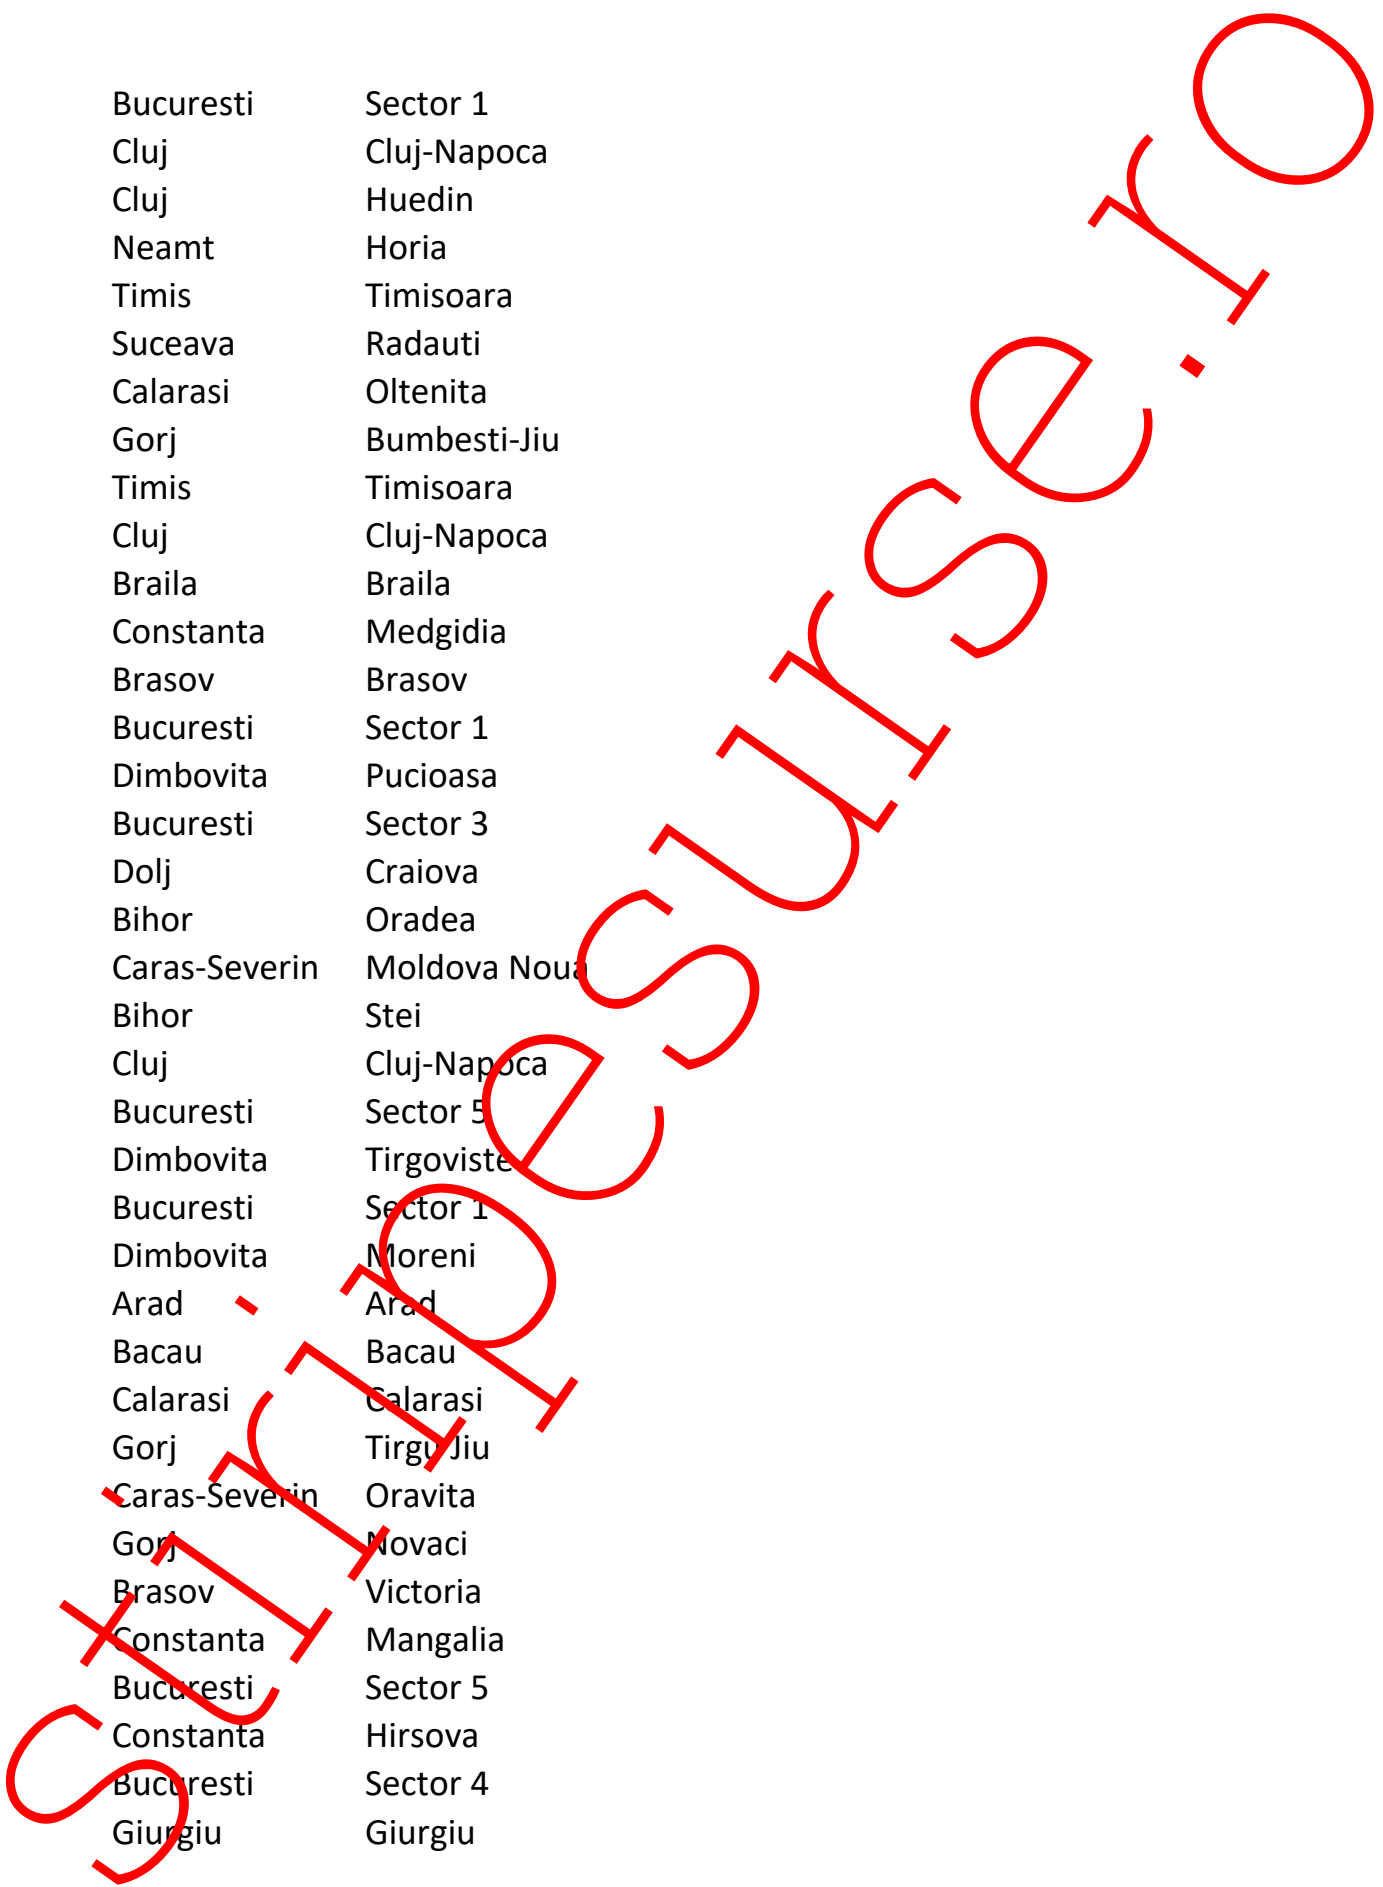 Bucuresti Sector 1
Cluj Cluj-Napoca
Cluj Huedin
Neamt Horia
Timis Timisoara
Suceava Radauti
Calarasi Oltenita
Gorj Bumbesti-Jiu
Timis Timisoara
Cluj Cluj-Napoca
Braila Braila
Constanta Medgidia
Brasov Brasov
Bucuresti Sector 1
Dimbovita Pucioasa
Bucuresti Sector 3
Dolj Craiova
Bihor Oradea
Caras-Severin Moldova Noua
Bihor Stei
Cluj Cluj-Napoca
Bucuresti Sector 5
Dimbovita Tirgoviste
Bucuresti Sector 1
Dimbovita Moreni
Arad Arad
Bacau Bacau
Calarasi Calarasi
Gorj Tirgu Jiu
Caras-Severin Oravita
Gorj Novaci
Brasov Victoria
Constanta Mangalia
Bucuresti Sector 5
Constanta Hirsova
Bucuresti Sector 4
Giurgiu Giurgiu
stiripesurse.ro